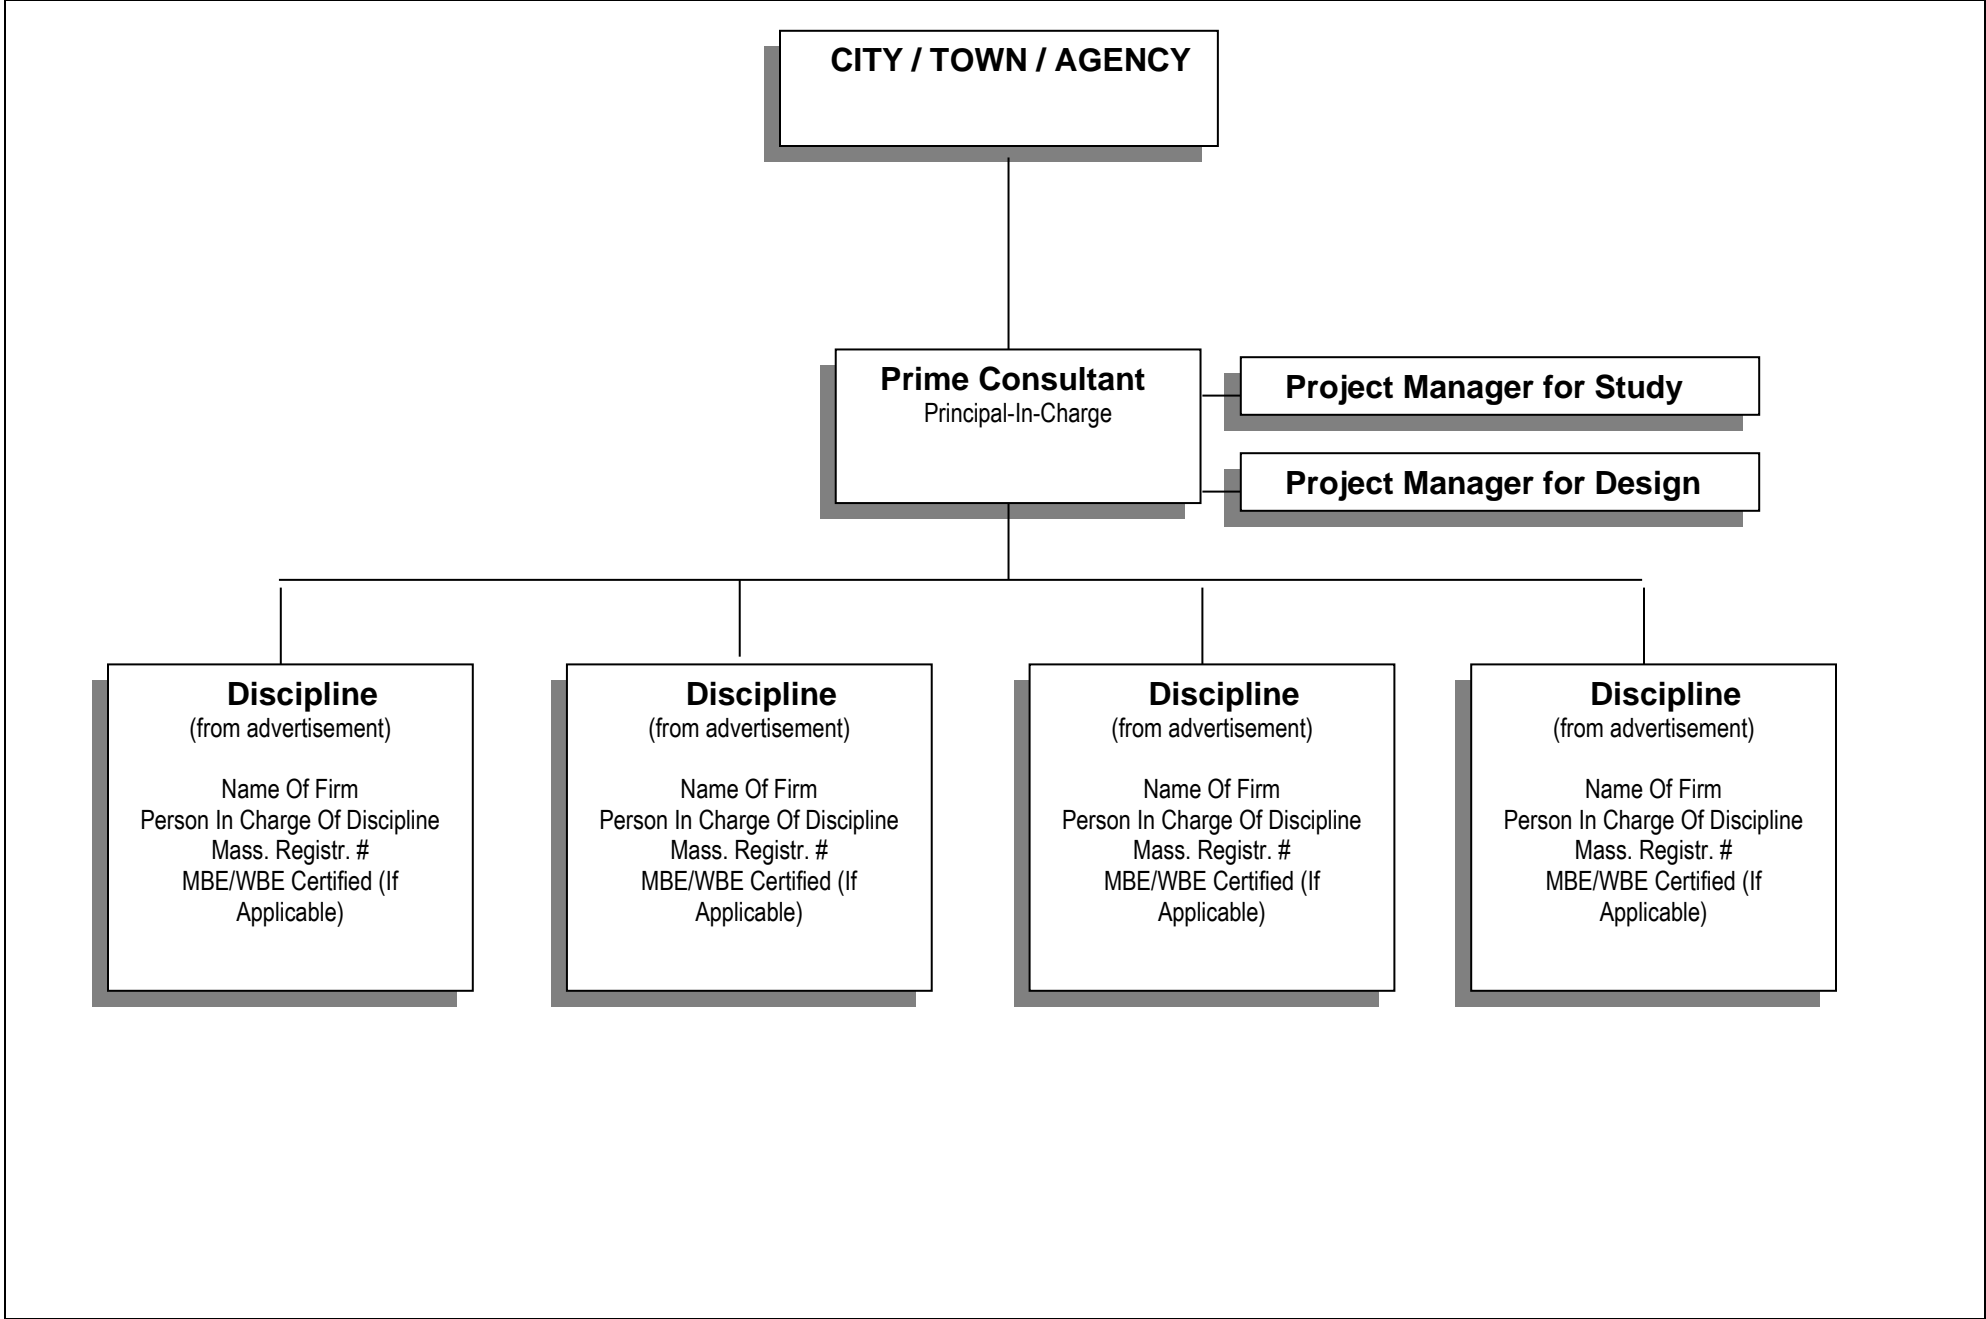 CITY / TOWN / AGENCY
Prime Consultant
Principal-In-Charge
Project Manager for Study
Project Manager for Design
Discipline
(from advertisement)
Name Of Firm
Person In Charge Of Discipline
Mass. Registr. #
MBE/WBE Certified (If
Applicable)
Discipline
(from advertisement)
Name Of Firm
Person In Charge Of Discipline
Mass. Registr. #
MBE/WBE Certified (If
Applicable)
Discipline
(from advertisement)
Name Of Firm
Person In Charge Of Discipline
Mass. Registr. #
MBE/WBE Certified (If
Applicable)
Discipline
(from advertisement)
Name Of Firm
Person In Charge Of Discipline
Mass. Registr. #
MBE/WBE Certified (If
Applicable)